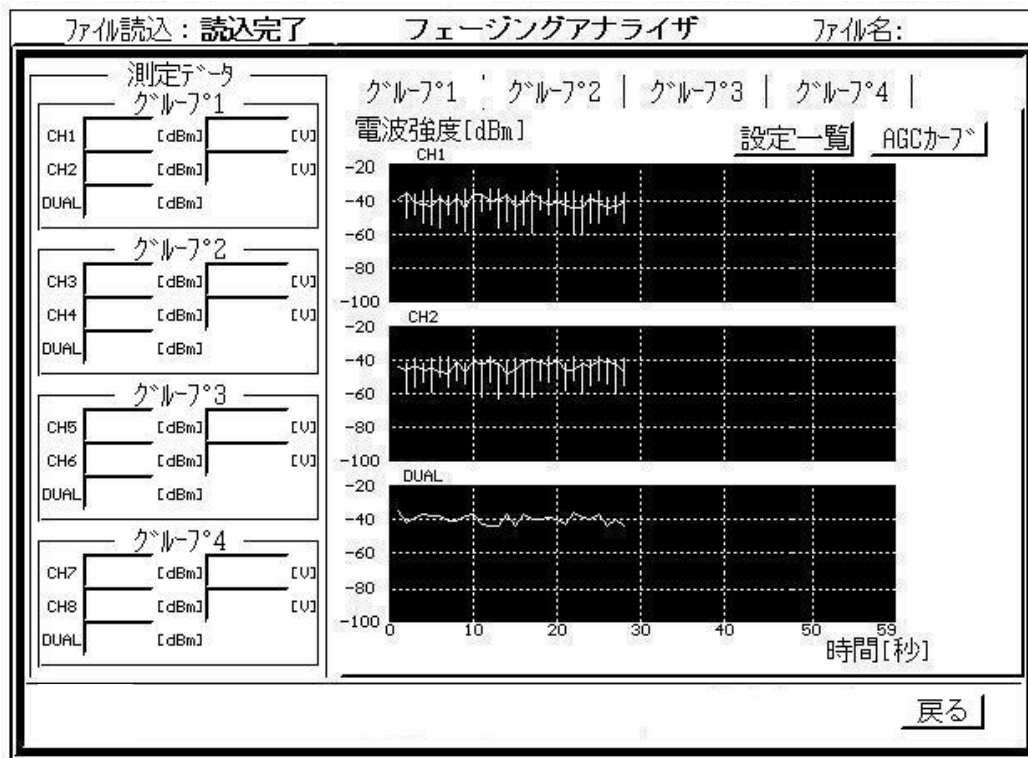 ファイル読込：読込完了 フェージングアナライザ ファイル名:
測定データ
グループ1
CH1 [dBm] [V]
CH2 [dBm] [V]
DUAL [dBm]
グループ2
CH3 [dBm] [V]
CH4 [dBm] [V]
DUAL [dBm]
グループ3
CH5 [dBm] [V]
CH6 [dBm] [V]
DUAL [dBm]
グループ4
CH7 [dBm] [V]
CH8 [dBm] [V]
DUAL [dBm]
グループ1 グループ2 グループ3 グループ4
電波強度[dBm] 設定一覧 AGCカーブ
CH1
-20
-40
-60
-80
-100
CH2
-20
-40
-60
-80
-100
DUAL
-20
-40
-60
-80
-100
0 10 20 30 40 50 59
時間[秒]
戻る